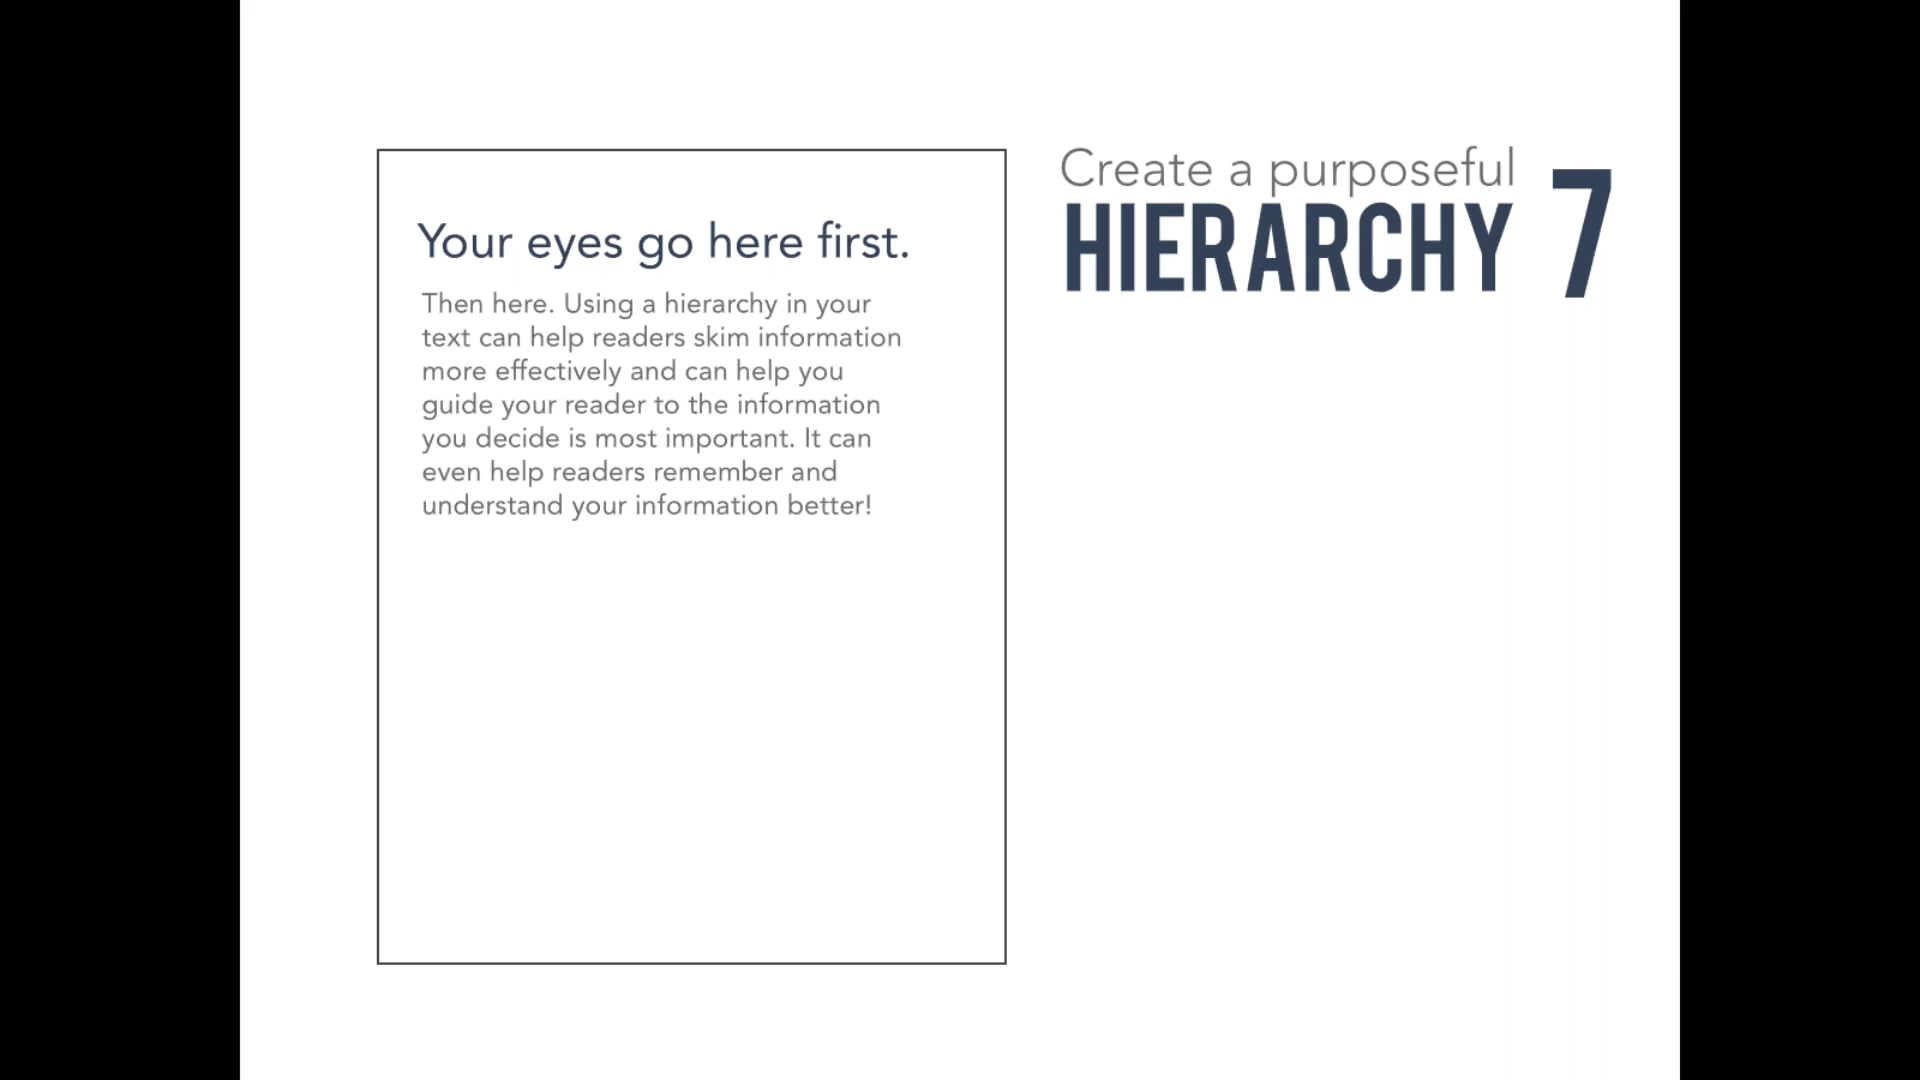 Create a purposeful
HIERARCHY 7
Your eyes go here first.
Then here. Using a hierarchy in your
text can help readers skim information
more effectively and can help you
guide your reader to the information
you decide is most important. It can
even help readers remember and
understand your information better!